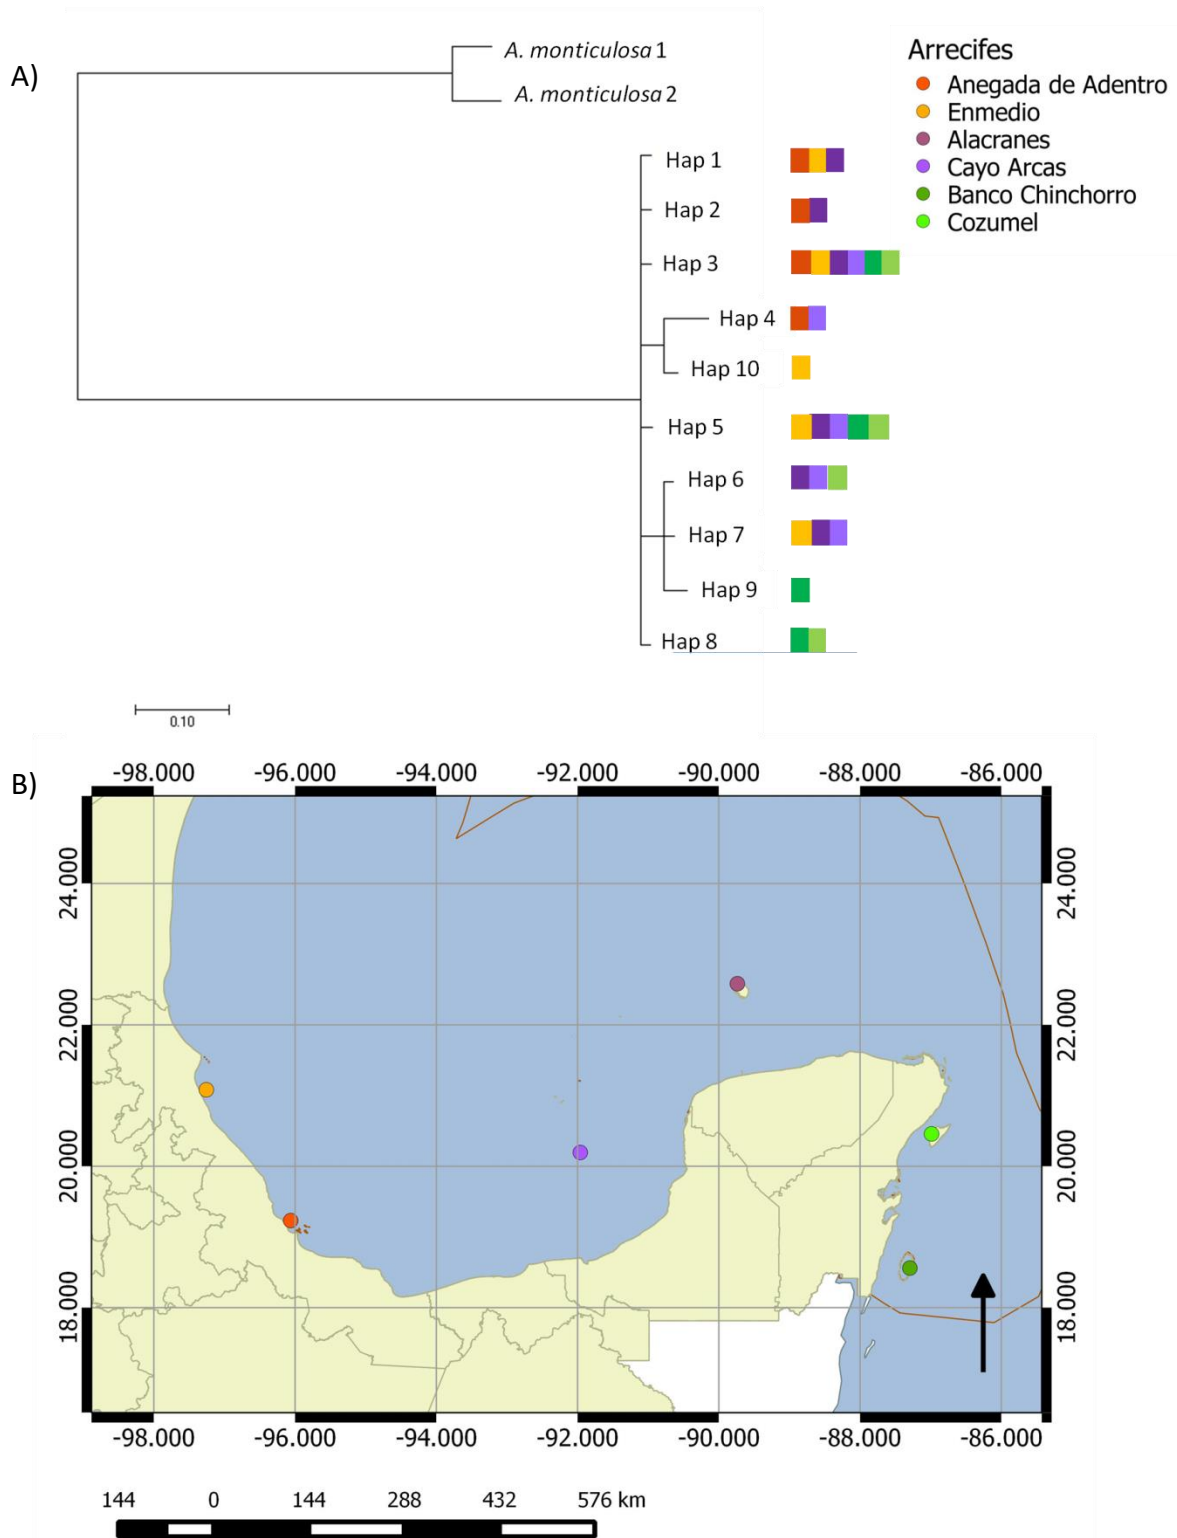 A)
A. monticulosa 1
A. monticulosa 2
Hap 1
Hap 2
Hap 3
Hap 4
Hap 10
Hap 5
Hap 6
Hap 7
Hap 9
Hap 8
0.10
Arrecifes
Anegada de Adentro
Enmedio
Alacranes
Cayo Arcas
Banco Chinchorro
Cozumel
B)
-98.000 -96.000 -94.000 -92.000 -90.000 -88.000 -86.000
24.000 24.000
22.000 22.000
20.000 20.000
18.000 18.000
-98.000 -96.000 -94.000 -92.000 -90.000 -88.000 -86.000
144 0 144 288 432 576 km